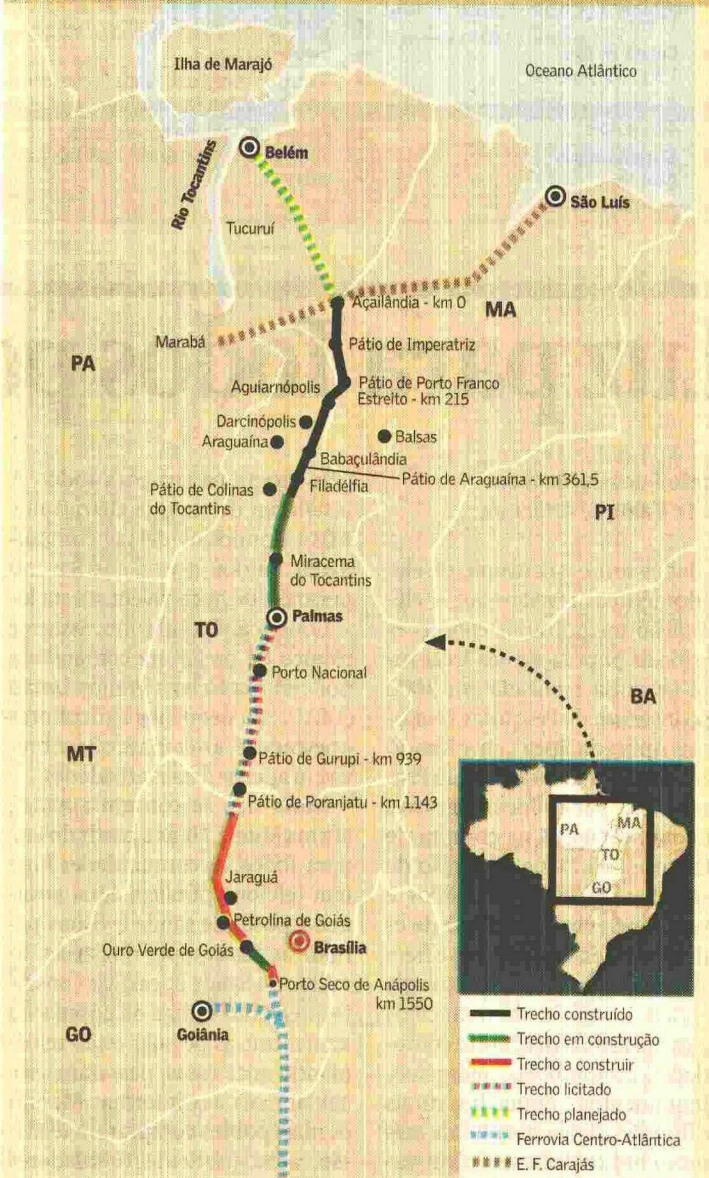 Ilha de Marajó
Oceano Atlântico
Rio Tocantins
Belém
São Luís
Tucuruí
Açailândia - km 0
MA
Marabá
Pátio de Imperatriz
PA
Aguiarnópolis
Pátio de Porto Franco
Estreito - km 215
Darcinópolis
Balsas
Araguaína
Babaçulândia
Pátio de Araguaína - km 361,5
Filadélfia
Pátio de Colinas
do Tocantins
PI
Miracema
do Tocantins
Palmas
TO
Porto Nacional
BA
MT
Pátio de Gurupi - km 939
Pátio de Poranjatu - km 1.143
PA
MA
TO
GO
Jaraguá
Petrolina de Goiás
Ouro Verde de Goiás
Brasília
Porto Seco de Anápolis
km 1550
Goiânia
GO
Trecho construído
Trecho em construção
Trecho a construir
Trecho licitado
Trecho planejado
Ferrovia Centro-Atlântica
E. F. Carajás